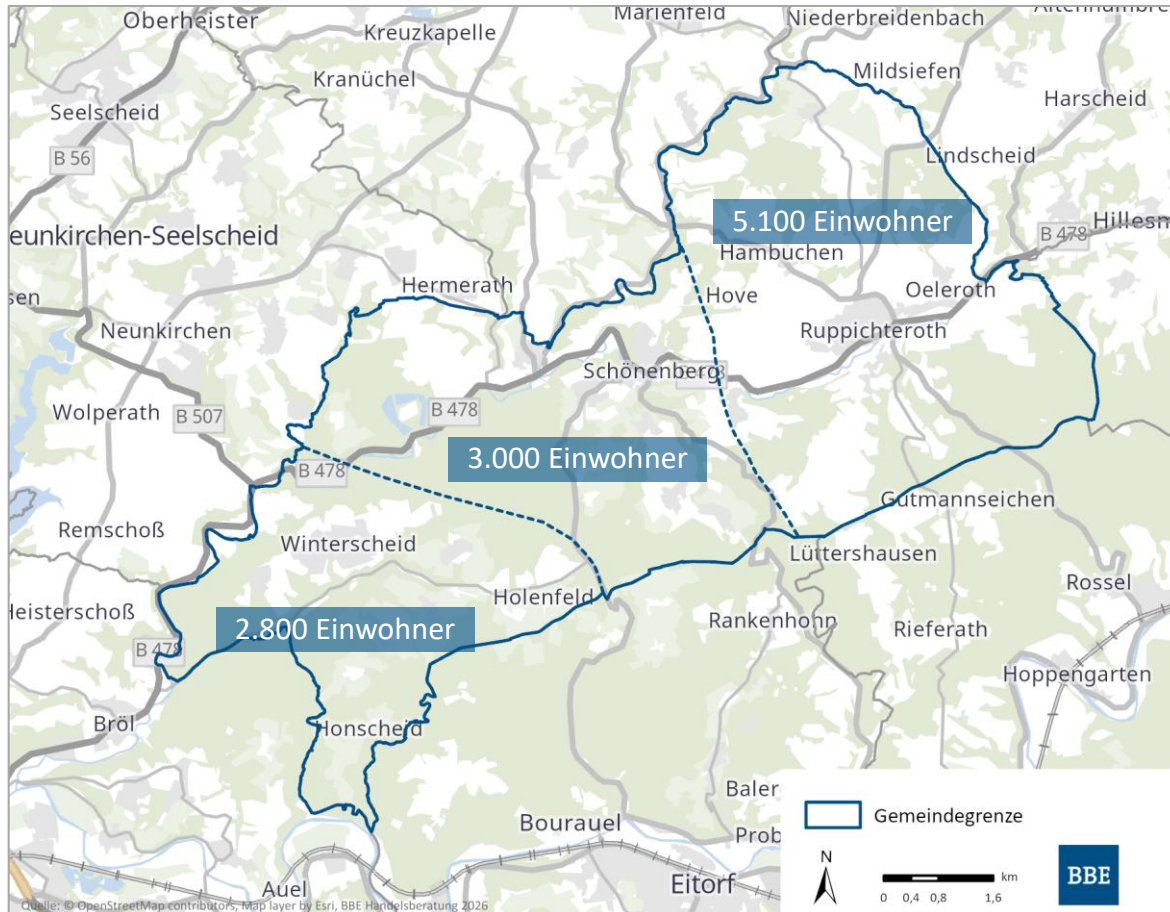 Oberheister
Marienfeld
Niederbreidenbach
Kreuzkapelle
Mildsiefen
Kranüchel
Harscheid
Seelscheid
B 56
Lindscheid
5.100 Einwohner
Hillesm
B 478
eunkirchen-Seelscheid
Hambuchen
Hermerath
Hove
Oeleroth
sen
Neunkirchen
Ruppichteroth
Schönenberg
Wolperath
B 507
B 478
3.000 Einwohner
B 478
Gutmannseichen
Remschoß
Winterscheid
Lüttershausen
Rossel
Heisterschoß
Holenfeld
2.800 Einwohner
Rankenhohn
Rieferath
B 478
Hoppengarten
Bröl
Honscheid
Baler
Gemeindegrenze
Bourauel
Prob
N
km
BBE
Eitorf
0 0,4 0,8 1,6
Auel
Quelle: © OpenStreetMap contributors, Map layer by Esri, BBE Handelsberatung 2026